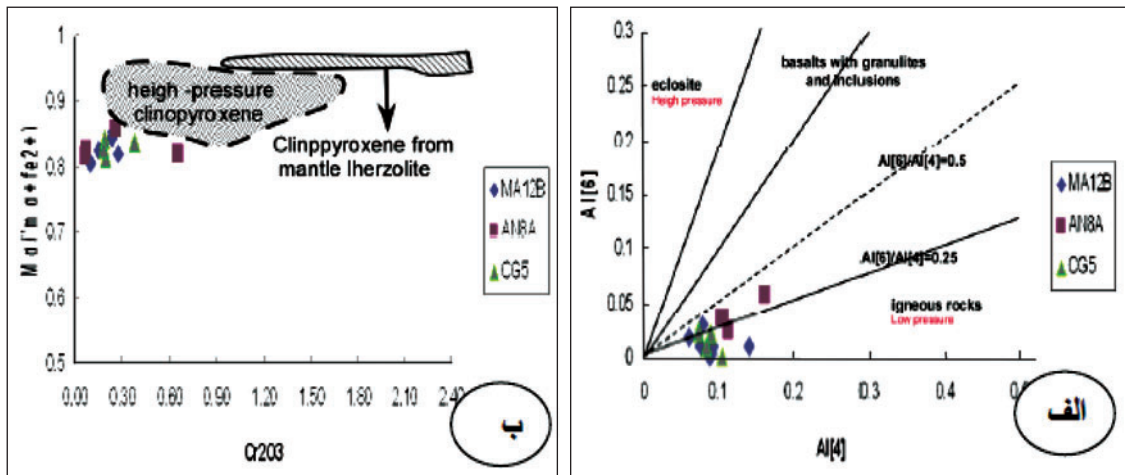 1
0.9
0.8
0.7
0.6
0.5
0.00
0.30
0.60
0.90
1.20
1.50
1.80
2.10
2.40
Cr2O3
heigh -pressure
clinopyroxene
Clinppyroxene from
mantle lherzolite
MA12B
AN8A
CG5
ب
0.3
0.25
0.2
0.15
0.1
0.05
0
0
0.1
0.2
0.3
0.4
Al[6]
Al[4]
eclosite
Heigh pressure
basalts with granulites
and inclusions
Al[6]/Al[4]=0.5
Al[6]/Al[4]=0.25
igneous rocks
Low pressure
MA12B
AN8A
CG5
الف